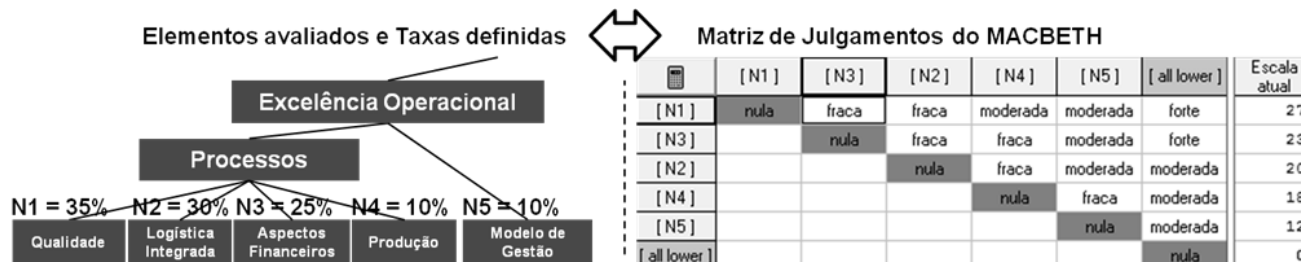 Elementos avaliados e Taxas definidas
Excelência Operacional
Processos
N1 = 35% N2 = 30% N3 = 25% N4 = 10% N5 = 10%
Qualidade Logística Integrada Aspectos Financeiros Produção Modelo de Gestão
Matriz de Julgamentos do MACBETH
[ N1 ] [ N3 ] [ N2 ] [ N4 ] [ N5 ] [ all lower ] Escala atual
[ N1 ] nula fraca fraca moderada moderada forte 27
[ N3 ] nula fraca fraca moderada forte 23
[ N2 ] nula fraca moderada moderada 20
[ N4 ] nula fraca moderada 18
[ N5 ] nula moderada 12
[ all lower ] nula 0